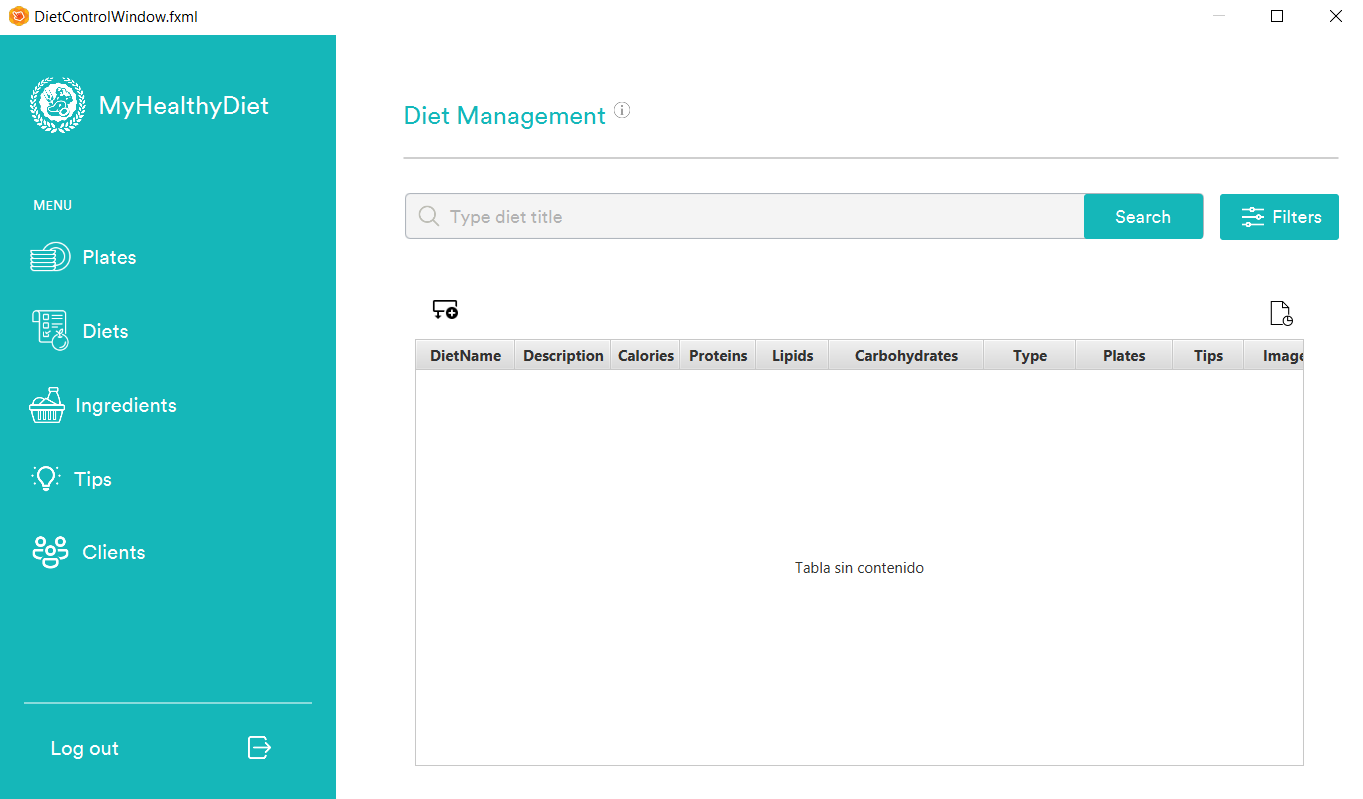 DietControlWindow.fxml
MyHealthyDiet
MENU
Plates
Diets
Ingredients
Tips
Clients
Log out
Diet Management
Type diet title
Search
Filters
DietName Description Calories Proteins Lipids Carbohydrates Type Plates Tips Image
Tabla sin contenido